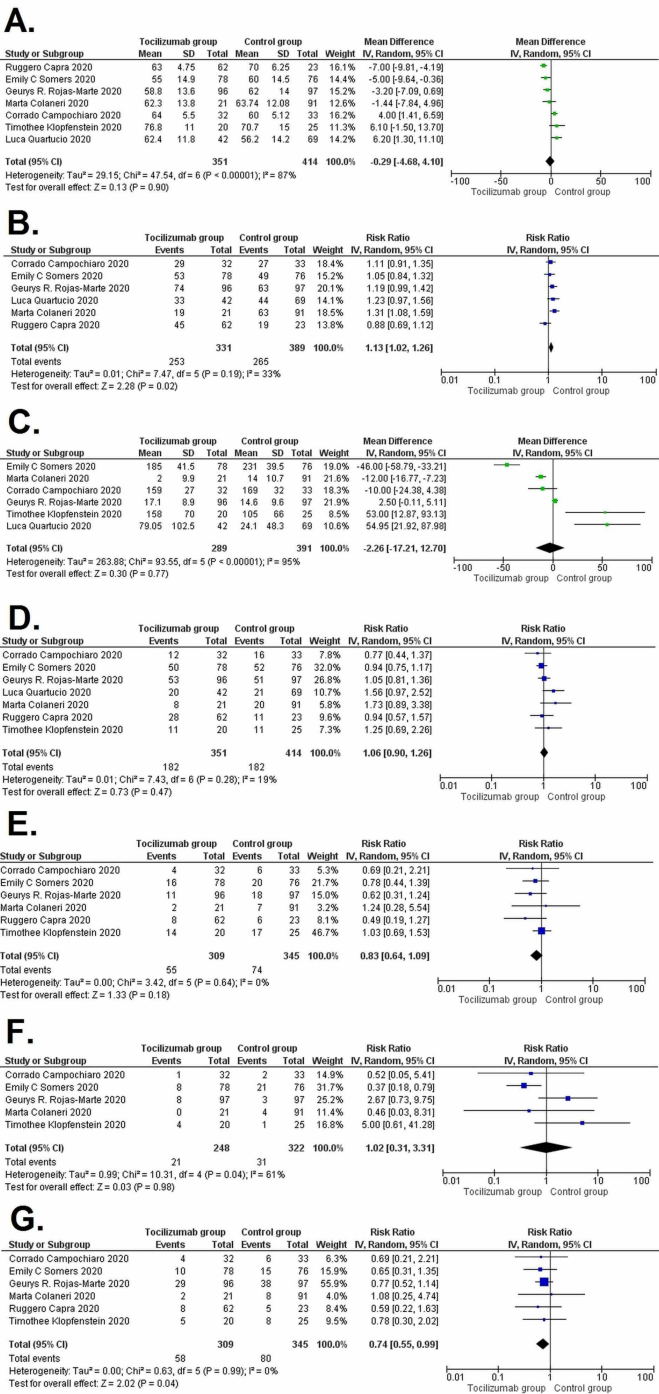 A.
Tocilizumab group Control group Mean Difference Mean Difference
Study or Subgroup Mean SD Total Mean SD Total Weight IV, Random, 95% CI IV, Random, 95% CI
Ruggero Capra 2020 63 4.75 62 70 6.25 23 16.1% -7.00 [-9.81, -4.19]
Emily C Somers 2020 55 14.9 78 60 14.5 76 14.6% -5.00 [-9.64, -0.36]
Geurys R. Rojas-Marte 2020 58.8 13.6 96 62 14 97 15.1% -3.20 [-7.09, 0.69]
Marta Colaneri 2020 62.3 13.8 21 63.74 12.08 91 12.9% -1.44 [-7.84, 4.96]
Corrado Campochiaro 2020 64 5.5 32 60 5.12 33 16.3% 4.00 [1.41, 6.59]
Timothee Klopfenstein 2020 76.8 11 20 70.7 15 25 11.5% 6.10 [-1.50, 13.70]
Luca Quartucio 2020 62.4 11.8 42 56.2 14.2 69 13.5% 6.20 [1.30, 11.10]
Total (95% CI) 351 414 100.0% -0.29 [-4.68, 4.10]
Heterogeneity: Tau² = 29.15; Chi² = 47.54, df = 6 (P < 0.00001); I² = 87%
Test for overall effect: Z = 0.13 (P = 0.90)
-100 -50 0 50 100
Tocilizumab group Control group
B.
Tocilizumab group Control group Risk Ratio Risk Ratio
Study or Subgroup Events Total Events Total Weight IV, Random, 95% CI IV, Random, 95% CI
Corrado Campochiaro 2020 29 32 27 33 18.4% 1.11 [0.91, 1.35]
Emily C Somers 2020 53 78 49 76 15.2% 1.05 [0.84, 1.32]
Geurys R. Rojas-Marte 2020 74 96 63 97 20.1% 1.19 [0.99, 1.42]
Luca Quartucio 2020 33 42 44 69 14.1% 1.23 [0.97, 1.56]
Marta Colaneri 2020 19 21 63 91 18.5% 1.31 [1.08, 1.59]
Ruggero Capra 2020 45 62 19 23 13.8% 0.88 [0.69, 1.12]
Total (95% CI) 331 389 100.0% 1.13 [1.02, 1.26]
Total events 253 265
Heterogeneity: Tau² = 0.01; Chi² = 7.47, df = 5 (P = 0.19); I² = 33%
Test for overall effect: Z = 2.28 (P = 0.02)
0.01 0.1 1 10 100
Tocilizumab group Control group
C.
Tocilizumab group Control group Mean Difference Mean Difference
Study or Subgroup Mean SD Total Mean SD Total Weight IV, Random, 95% CI IV, Random, 95% CI
Emily C Somers 2020 185 41.5 78 231 39.5 76 19.0% -46.00 [-58.79, -33.21]
Marta Colaneri 2020 2 9.9 21 14 10.7 91 21.5% -12.00 [-16.77, -7.23]
Corrado Campochiaro 2020 159 27 32 169 32 33 18.5% -10.00 [-24.38, 4.38]
Geurys R. Rojas-Marte 2020 17.1 8.9 96 14.6 9.6 97 21.7% 2.50 [-0.11, 5.11]
Timothee Klopfenstein 2020 158 70 20 105 66 25 8.5% 53.00 [12.87, 93.13]
Luca Quartucio 2020 79.05 102.5 42 24.1 48.3 69 10.8% 54.95 [21.92, 87.98]
Total (95% CI) 289 391 100.0% -2.26 [-17.21, 12.70]
Heterogeneity: Tau² = 263.88; Chi² = 93.55, df = 5 (P < 0.00001); I² = 95%
Test for overall effect: Z = 0.30 (P = 0.77)
-100 -50 0 50 100
Tocilizumab group Control group
D.
Tocilizumab group Control group Risk Ratio Risk Ratio
Study or Subgroup Events Total Events Total Weight IV, Random, 95% CI IV, Random, 95% CI
Corrado Campochiaro 2020 12 32 16 33 7.8% 0.77 [0.44, 1.37]
Emily C Somers 2020 50 78 52 76 32.0% 0.94 [0.75, 1.17]
Geurys R. Rojas-Marte 2020 53 96 51 97 26.8% 1.05 [0.81, 1.36]
Luca Quartucio 2020 20 42 21 69 10.7% 1.56 [0.97, 2.52]
Marta Colaneri 2020 8 21 20 91 5.8% 1.73 [0.89, 3.38]
Ruggero Capra 2020 28 62 11 23 9.6% 0.94 [0.57, 1.57]
Timothee Klopfenstein 2020 11 20 11 25 7.3% 1.25 [0.69, 2.26]
Total (95% CI) 351 414 100.0% 1.06 [0.90, 1.26]
Total events 182 182
Heterogeneity: Tau² = 0.01; Chi² = 7.43, df = 6 (P = 0.28); I² = 19%
Test for overall effect: Z = 0.73 (P = 0.47)
0.01 0.1 1 10 100
Tocilizumab group Control group
E.
Tocilizumab group Control group Risk Ratio Risk Ratio
Study or Subgroup Events Total Events Total Weight IV, Random, 95% CI IV, Random, 95% CI
Corrado Campochiaro 2020 4 32 6 33 5.3% 0.69 [0.21, 2.21]
Emily C Somers 2020 16 78 20 76 21.7% 0.78 [0.44, 1.39]
Geurys R. Rojas-Marte 2020 11 96 18 97 15.0% 0.62 [0.31, 1.24]
Marta Colaneri 2020 2 21 7 91 3.2% 1.24 [0.28, 5.54]
Ruggero Capra 2020 8 62 6 23 8.1% 0.49 [0.19, 1.27]
Timothee Klopfenstein 2020 14 20 17 25 46.7% 1.03 [0.69, 1.53]
Total (95% CI) 309 345 100.0% 0.83 [0.64, 1.09]
Total events 55 74
Heterogeneity: Tau² = 0.00; Chi² = 3.42, df = 5 (P = 0.64); I² = 0%
Test for overall effect: Z = 1.33 (P = 0.18)
0.01 0.1 1 10 100
Tocilizumab group Control group
F.
Tocilizumab group Control group Risk Ratio Risk Ratio
Study or Subgroup Events Total Events Total Weight IV, Random, 95% CI IV, Random, 95% CI
Corrado Campochiaro 2020 1 32 2 33 14.9% 0.52 [0.05, 5.41]
Emily C Somers 2020 8 78 21 76 31.9% 0.37 [0.18, 0.79]
Geurys R. Rojas-Marte 2020 8 97 3 97 25.2% 2.67 [0.73, 9.75]
Marta Colaneri 2020 0 21 4 91 11.3% 0.46 [0.03, 8.31]
Timothee Klopfenstein 2020 4 20 1 25 16.8% 5.00 [0.61, 41.28]
Total (95% CI) 248 322 100.0% 1.02 [0.31, 3.31]
Total events 21 31
Heterogeneity: Tau² = 0.99; Chi² = 10.31, df = 4 (P = 0.04); I² = 61%
Test for overall effect: Z = 0.03 (P = 0.98)
0.01 0.1 1 10 100
Tocilizumab group Control group
G.
Tocilizumab group Control group Risk Ratio Risk Ratio
Study or Subgroup Events Total Events Total Weight IV, Random, 95% CI IV, Random, 95% CI
Corrado Campochiaro 2020 4 32 6 33 6.3% 0.69 [0.21, 2.21]
Emily C Somers 2020 10 78 15 76 15.9% 0.65 [0.31, 1.35]
Geurys R. Rojas-Marte 2020 29 96 38 97 55.9% 0.77 [0.52, 1.14]
Marta Colaneri 2020 2 21 8 91 4.0% 1.08 [0.25, 4.74]
Ruggero Capra 2020 8 62 5 23 8.4% 0.59 [0.22, 1.63]
Timothee Klopfenstein 2020 5 20 8 25 9.5% 0.78 [0.30, 2.02]
Total (95% CI) 309 345 100.0% 0.74 [0.55, 0.99]
Total events 58 80
Heterogeneity: Tau² = 0.00; Chi² = 0.63, df = 5 (P = 0.99); I² = 0%
Test for overall effect: Z = 2.02 (P = 0.04)
0.01 0.1 1 10 100
Tocilizumab group Control group